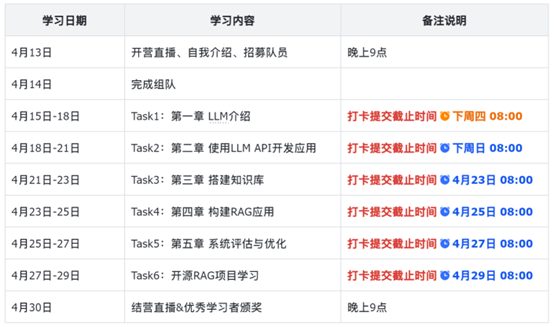 学习日期 学习内容 备注说明
4月13日 开营直播、自我介绍、招募队员 晚上9点
4月14日 完成组队
4月15日-18日 Task1：第一章 LLM介绍 打卡提交截止时间 ⏰ 下周四 08:00
4月18日-21日 Task2：第二章 使用LLM API开发应用 打卡提交截止时间 ⏰ 下周日 08:00
4月21日-23日 Task3：第三章 搭建知识库 打卡提交截止时间 ⏰ 4月23日 08:00
4月23日-25日 Task4：第四章 构建RAG应用 打卡提交截止时间 ⏰ 4月25日 08:00
4月25日-27日 Task5：第五章 系统评估与优化 打卡提交截止时间 ⏰ 4月27日 08:00
4月27日-29日 Task6：开源RAG项目学习 打卡提交截止时间 ⏰ 4月29日 08:00
4月30日 结营直播&优秀学习者颁奖 晚上9点